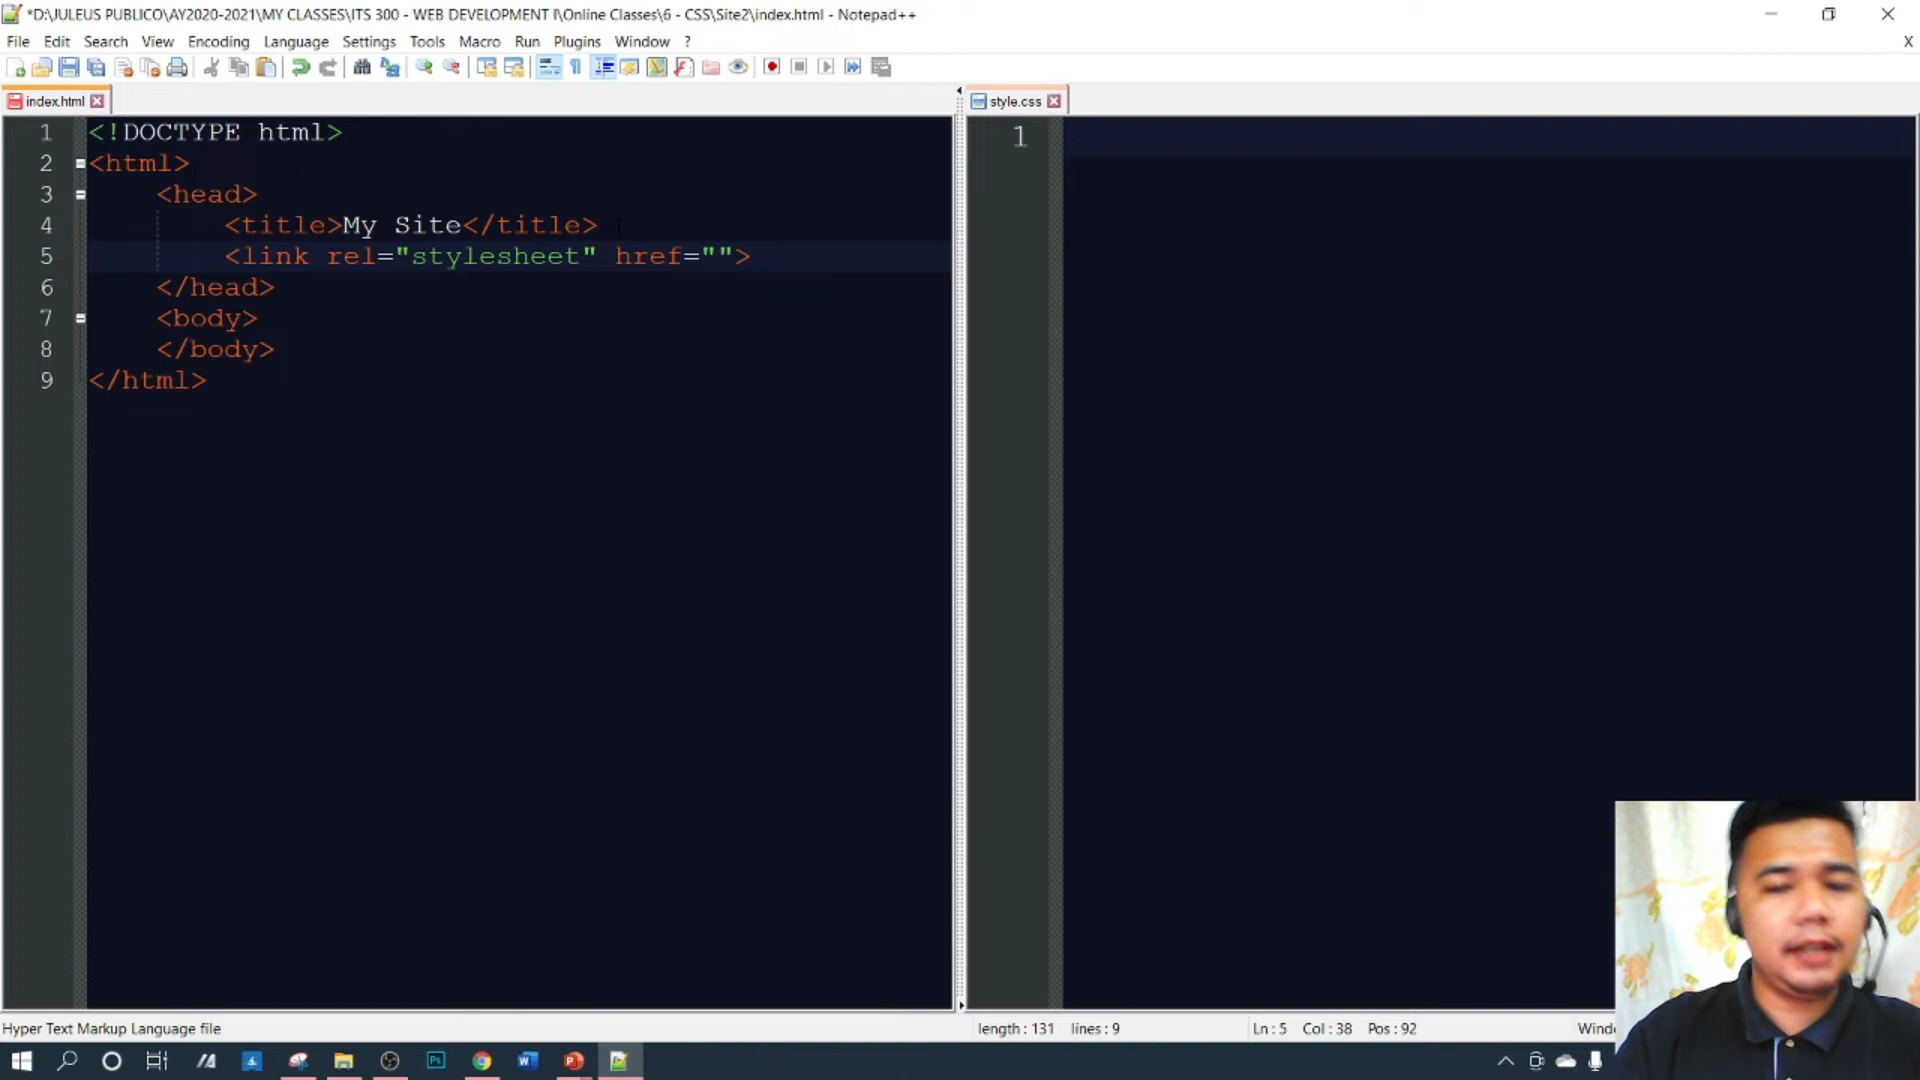 *D:\JULEUS PUBLICO\AY2020-2021\MY CLASSES\ITS 300 - WEB DEVELOPMENT I\Online Classes\6 - CSS\Site2\index.html - Notepad++
File Edit Search View Encoding Language Settings Tools Macro Run Plugins Window ? X
index.html
style.css
1 <!DOCTYPE html>
2 <html>
3 <head>
4 <title>My Site</title>
5 <link rel="stylesheet" href="">
6 </head>
7 <body>
8 </body>
9 </html>
1
Hyper Text Markup Language file length : 131 lines : 9 Ln : 5 Col : 38 Pos : 92